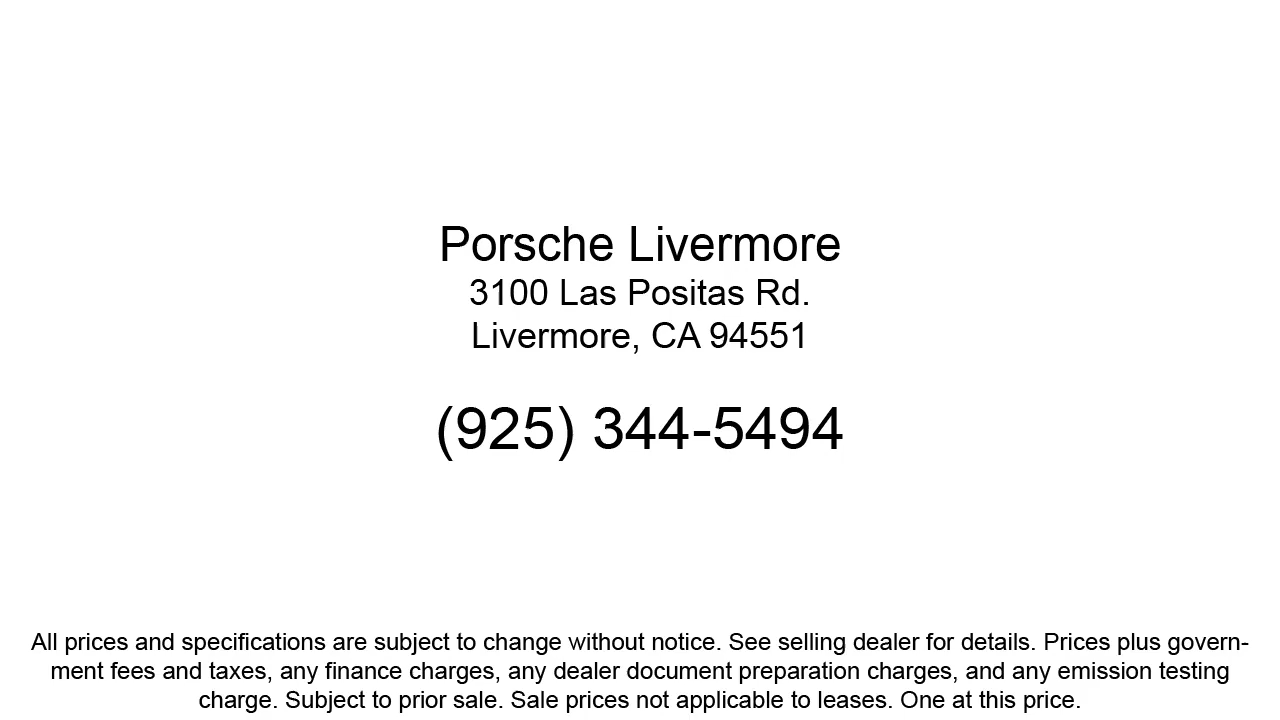 Porsche Livermore
3100 Las Positas Rd.
Livermore, CA 94551
(925) 344-5494
All prices and specifications are subject to change without notice. See selling dealer for details. Prices plus govern-
ment fees and taxes, any finance charges, any dealer document preparation charges, and any emission testing
charge. Subject to prior sale. Sale prices not applicable to leases. One at this price.